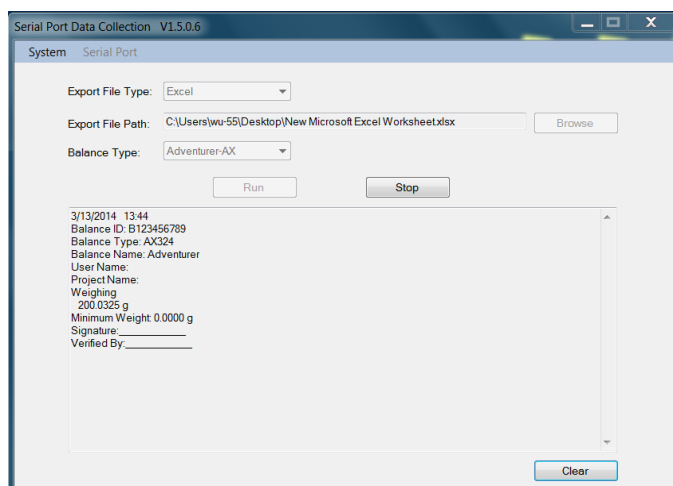 Serial Port Data Collection V1.5.0.6
System Serial Port
Export File Type: Excel
Export File Path: C:\Users\wu-55\Desktop\New Microsoft Excel Worksheet.xlsx Browse
Balance Type: Adventurer-AX
Run Stop
3/13/2014 13:44
Balance ID: B123456789
Balance Type: AX324
Balance Name: Adventurer
User Name:
Project Name:
Weighing
200.0325 g
Minimum Weight: 0.0000 g
Signature:____________
Verified By:____________
Clear